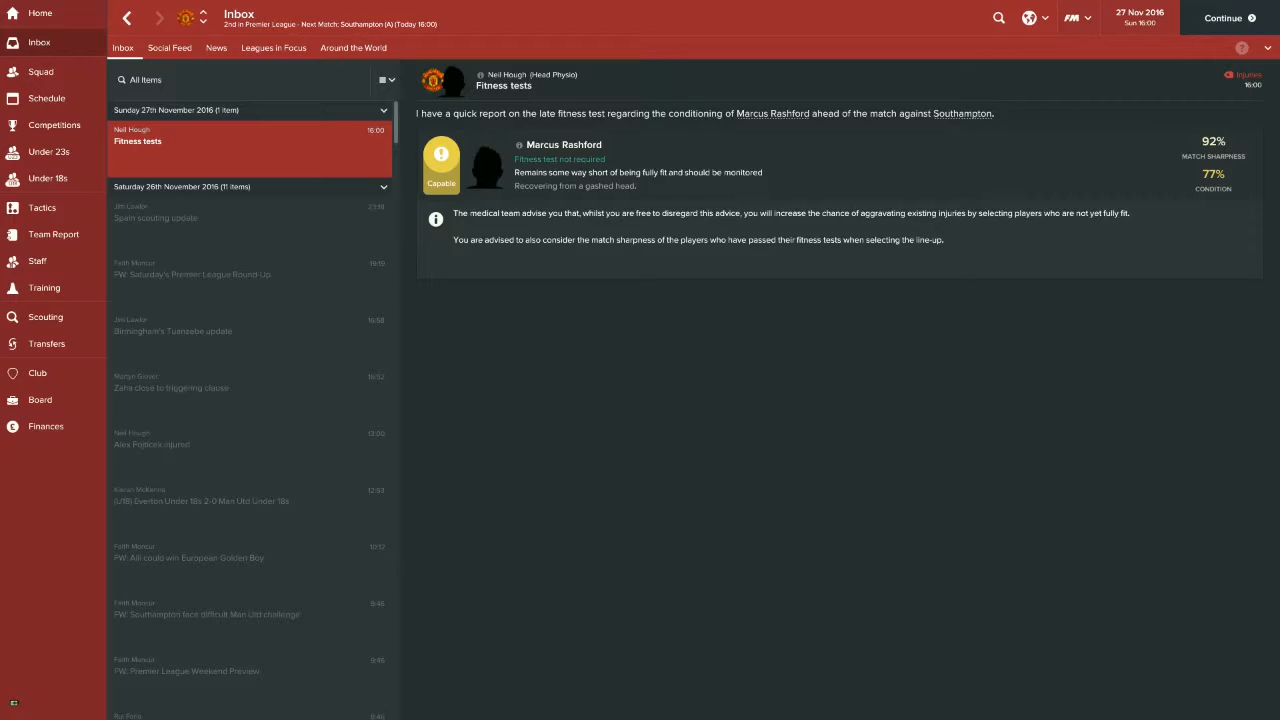 Home
Inbox
Squad
Schedule
Competitions
Under 23s
Under 18s
Tactics
Team Report
Staff
Training
Scouting
Transfers
Club
Board
Finances
Inbox
2nd in Premier League - Next Match: Southampton (A) (Today 16:00)
FM
27 Nov 2016
Sun 16:00
Continue
Inbox
Social Feed
News
Leagues in Focus
Around the World
All Items
Sunday 27th November 2016 (1 item)
Neil Hough 16:00
Fitness tests
Saturday 26th November 2016 (11 items)
Jim Lawlor 23:18
Spain scouting update
Faith Moncur 19:19
FW: Saturday's Premier League Round-Up
Jim Lawlor 16:58
Birmingham's Tuanzebe update
Martyn Glover 16:52
Zaha close to triggering clause
Neil Hough 13:00
Alex Fojticek injured
Kieran McKenna 12:53
(U18) Everton Under 18s 2-0 Man Utd Under 18s
Faith Moncur 10:12
FW: Alli could win European Golden Boy
Faith Moncur 9:46
FW: Southampton face difficult Man Utd challenge
Faith Moncur 9:46
FW: Premier League Weekend Preview
Rui Faria 8:46
Neil Hough (Head Physio)
Fitness tests
Injuries
16:00
I have a quick report on the late fitness test regarding the conditioning of Marcus Rashford ahead of the match against Southampton.
Capable
Marcus Rashford
Fitness test not required
Remains some way short of being fully fit and should be monitored
Recovering from a gashed head.
92%
MATCH SHARPNESS
77%
CONDITION
The medical team advise you that, whilst you are free to disregard this advice, you will increase the chance of aggravating existing injuries by selecting players who are not yet fully fit.
You are advised to also consider the match sharpness of the players who have passed their fitness tests when selecting the line-up.